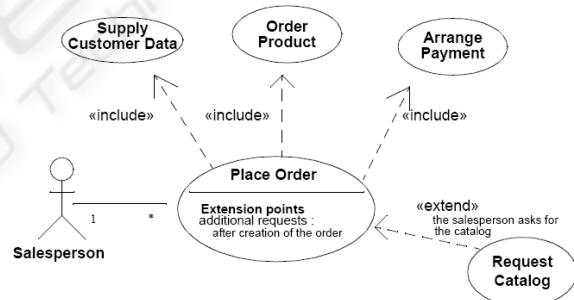 Supply
Customer Data
Order
Product
Arrange
Payment
«include»
«include»
«include»
Place Order
Extension points
additional requests :
after creation of the order
1
*
Salesperson
«extend»
the salesperson asks for
the catalog
Request
Catalog